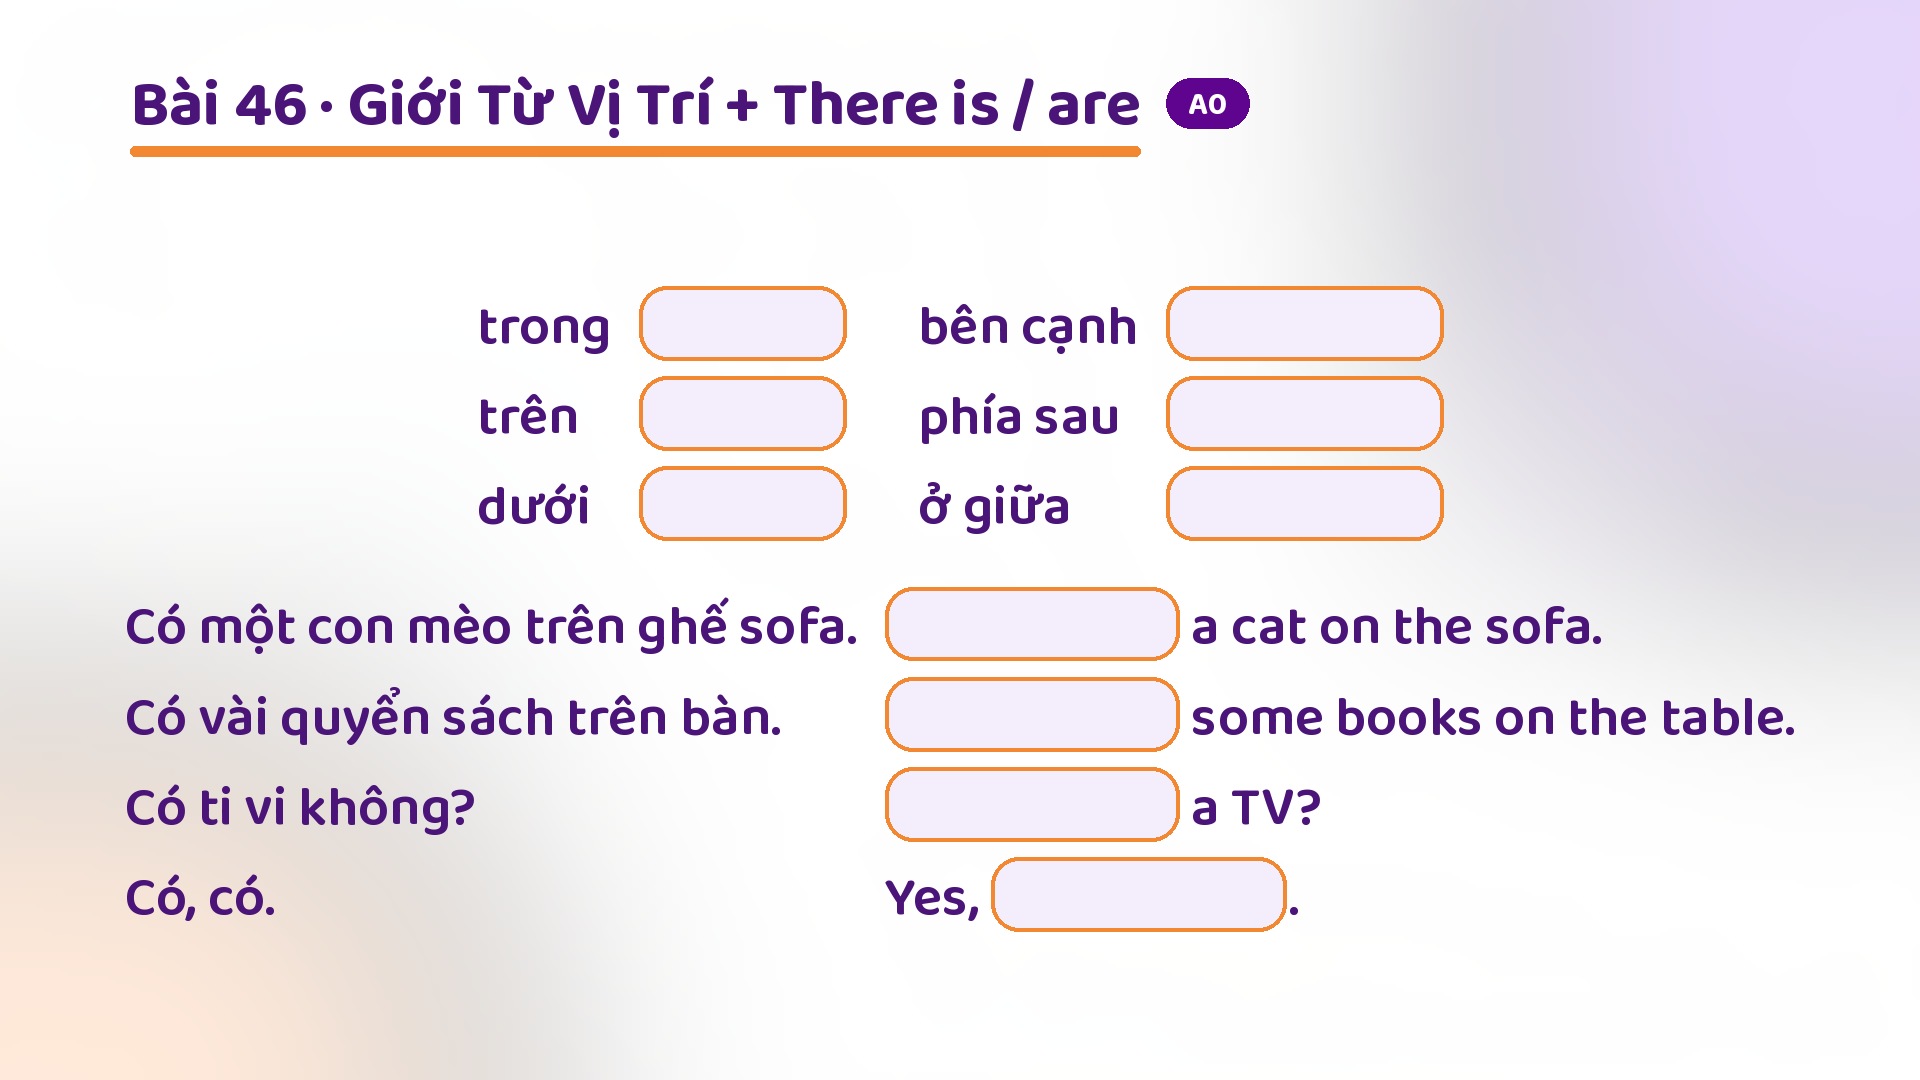 Bài 46 · Giới Từ Vị Trí + There is / are A0
trong bên cạnh
trên phía sau
dưới ở giữa
Có một con mèo trên ghế sofa. a cat on the sofa.
Có vài quyển sách trên bàn. some books on the table.
Có ti vi không? a TV?
Có, có. Yes, .